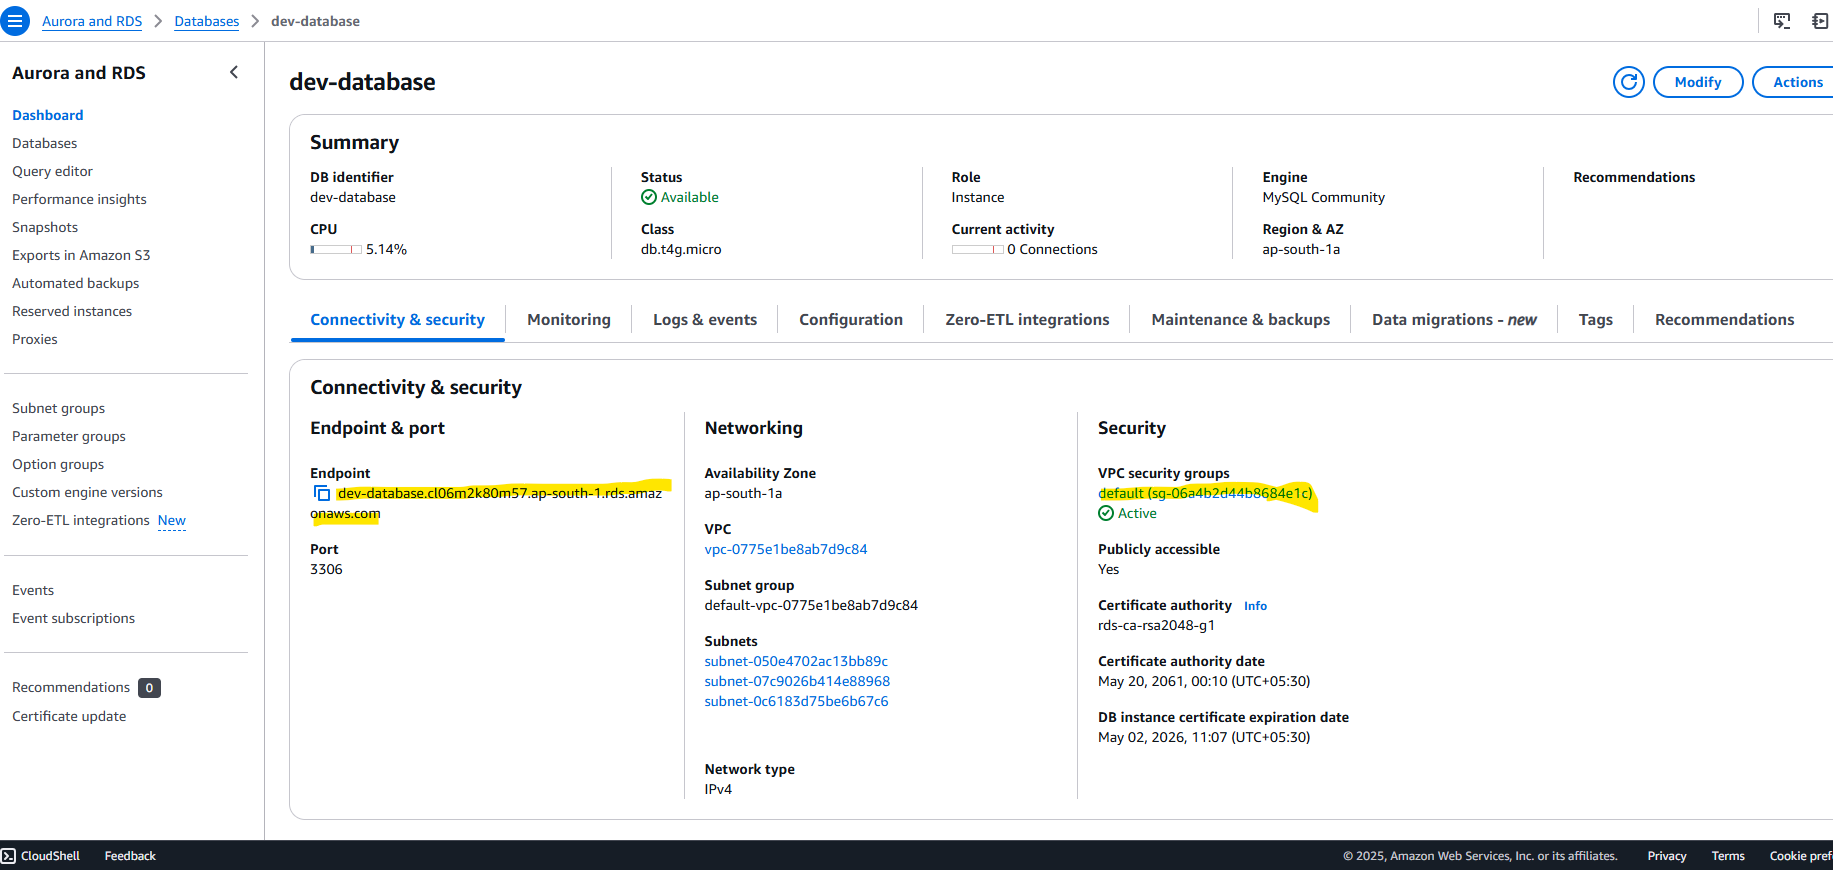 Aurora and RDS > Databases > dev-database
Aurora and RDS
Dashboard
Databases
Query editor
Performance insights
Snapshots
Exports in Amazon S3
Automated backups
Reserved instances
Proxies
Subnet groups
Parameter groups
Option groups
Custom engine versions
Zero-ETL integrations New
Events
Event subscriptions
Recommendations 0
Certificate update
dev-database
Modify
Actions
Summary
DB identifier
dev-database
CPU
5.14%
Status
Available
Class
db.t4g.micro
Role
Instance
Current activity
0 Connections
Engine
MySQL Community
Region & AZ
ap-south-1a
Recommendations
Connectivity & security
Monitoring
Logs & events
Configuration
Zero-ETL integrations
Maintenance & backups
Data migrations - new
Tags
Recommendations
Connectivity & security
Endpoint & port
Endpoint
dev-database.cl06m2k80m57.ap-south-1.rds.amaz
onaws.com
Port
3306
Networking
Availability Zone
ap-south-1a
VPC
vpc-0775e1be8ab7d9c84
Subnet group
default-vpc-0775e1be8ab7d9c84
Subnets
subnet-050e4702ac13bb89c
subnet-07c9026b414e88968
subnet-0c6183d75be6b67c6
Network type
IPv4
Security
VPC security groups
default (sg-06a4b2d44b8684e1c)
Active
Publicly accessible
Yes
Certificate authority Info
rds-ca-rsa2048-g1
Certificate authority date
May 20, 2061, 00:10 (UTC+05:30)
DB instance certificate expiration date
May 02, 2026, 11:07 (UTC+05:30)
CloudShell Feedback © 2025, Amazon Web Services, Inc. or its affiliates. Privacy Terms Cookie pref